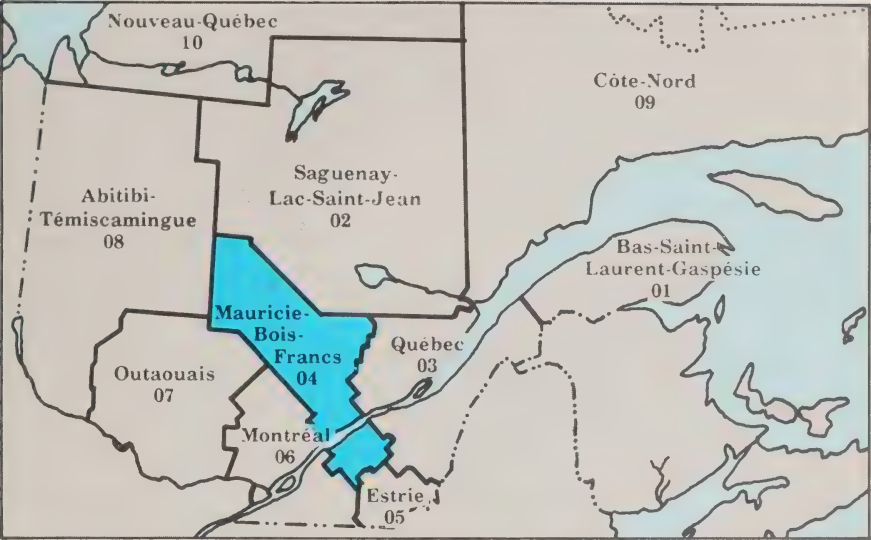 Nouveau-Québec
10
Côte-Nord
09
Saguenay-
Lac-Saint-Jean
02
Abitibi-
Témiscamingue
08
Bas-Saint-
Laurent-Gaspésie
01
Mauricie-
Bois-
Francs
04
Québec
03
Outaouais
07
Montréal
06
Estrie
05